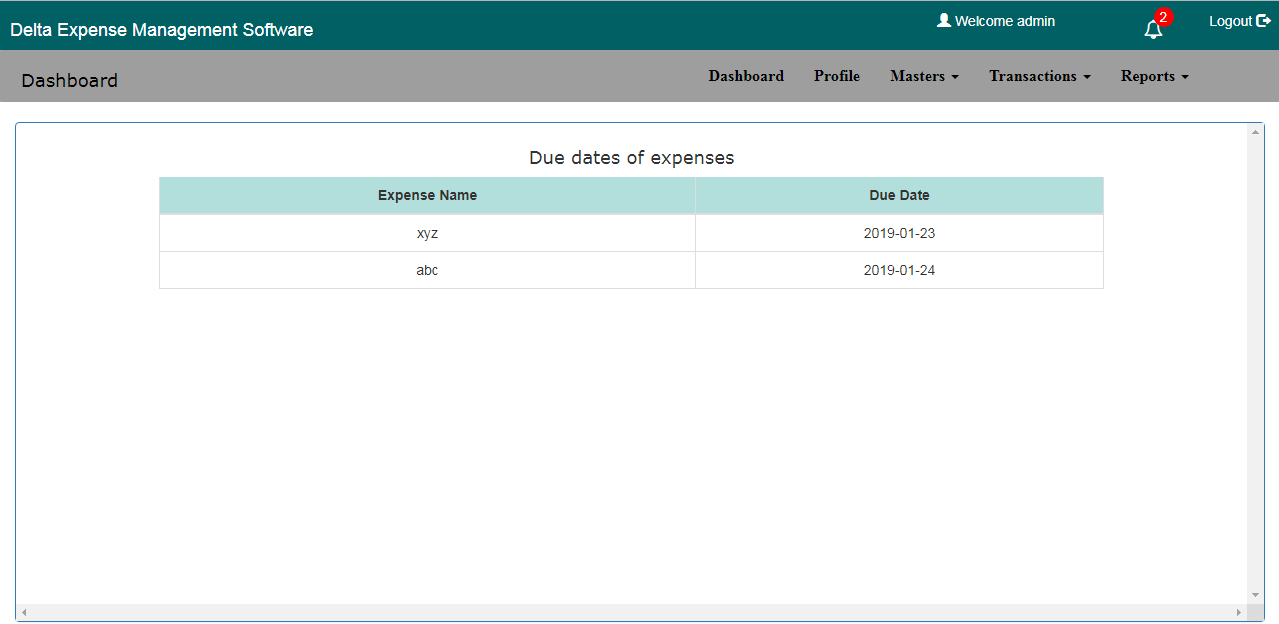 Delta Expense Management Software
Welcome admin
2
Logout
Dashboard
Dashboard Profile Masters Transactions Reports
Due dates of expenses
Expense Name Due Date
xyz 2019-01-23
abc 2019-01-24